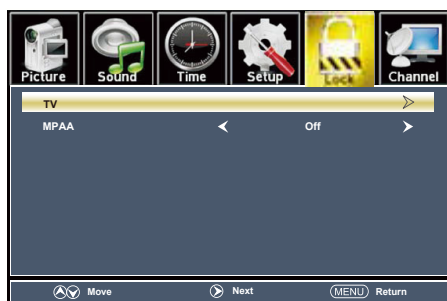 Picture Sound Time Setup Lock Channel
TV
MPAA Off
Move Next MENU Return